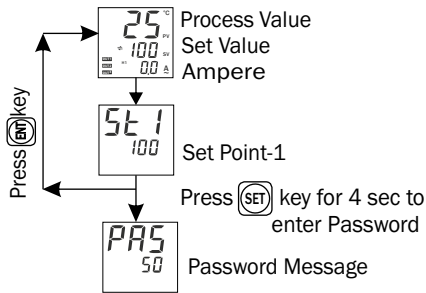 25 °C PV Process Value
100 SV Set Value
0.0 A Ampere
Press ENT key
St1
100 Set Point-1
Press SET key for 4 sec to
enter Password
PAS
50 Password Message